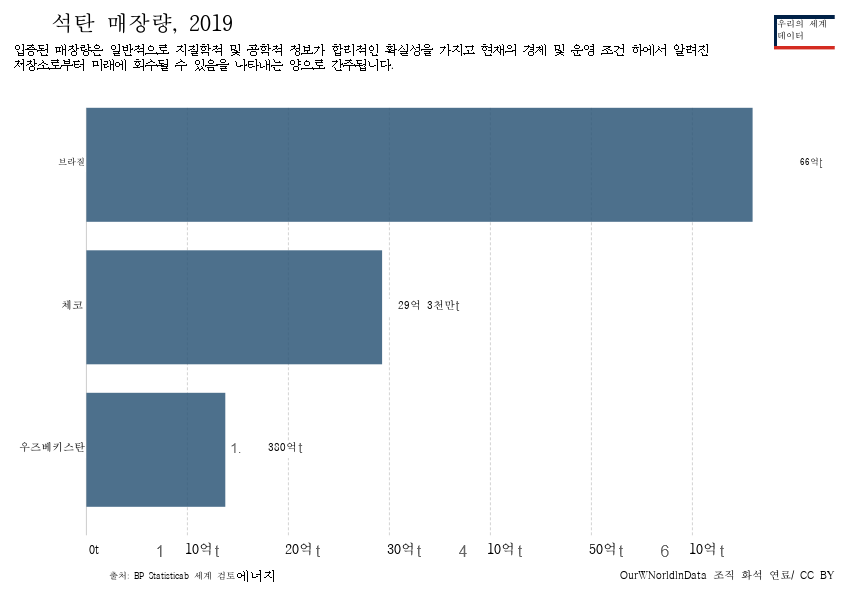 석탄 매장량, 2019
우리의 세계
데이터
입증된 매장량은 일반적으로 지질학적 및 공학적 정보가 합리적인 확실성을 가지고 현재의 경제 및 운영 조건 하에서 알려진
저장소로부터 미래에 회수될 수 있음을 나타내는 양으로 간주됩니다.
브라질 66억t
체코 29억 3천만t
우즈베키스탄 1. 380억t
0t 1 10억t 20억t 30억t 4 10억t 50억t 6 10억t
출처: BP Statisticab 세계 검토에너지
OurWNorldInData 조직 화석 연료/ CC BY